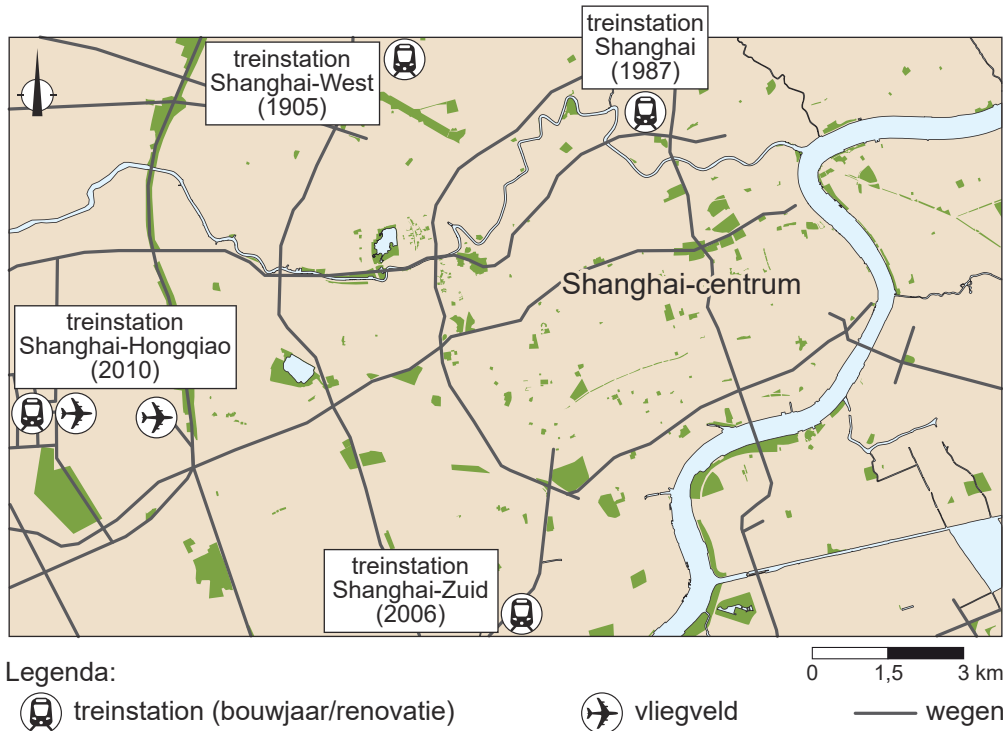 treinstation
Shanghai-West
(1905)
treinstation
Shanghai
(1987)
Shanghai-centrum
treinstation
Shanghai-Hongqiao
(2010)
treinstation
Shanghai-Zuid
(2006)
Legenda:
0 1,5 3 km
treinstation (bouwjaar/renovatie)
vliegveld
wegen